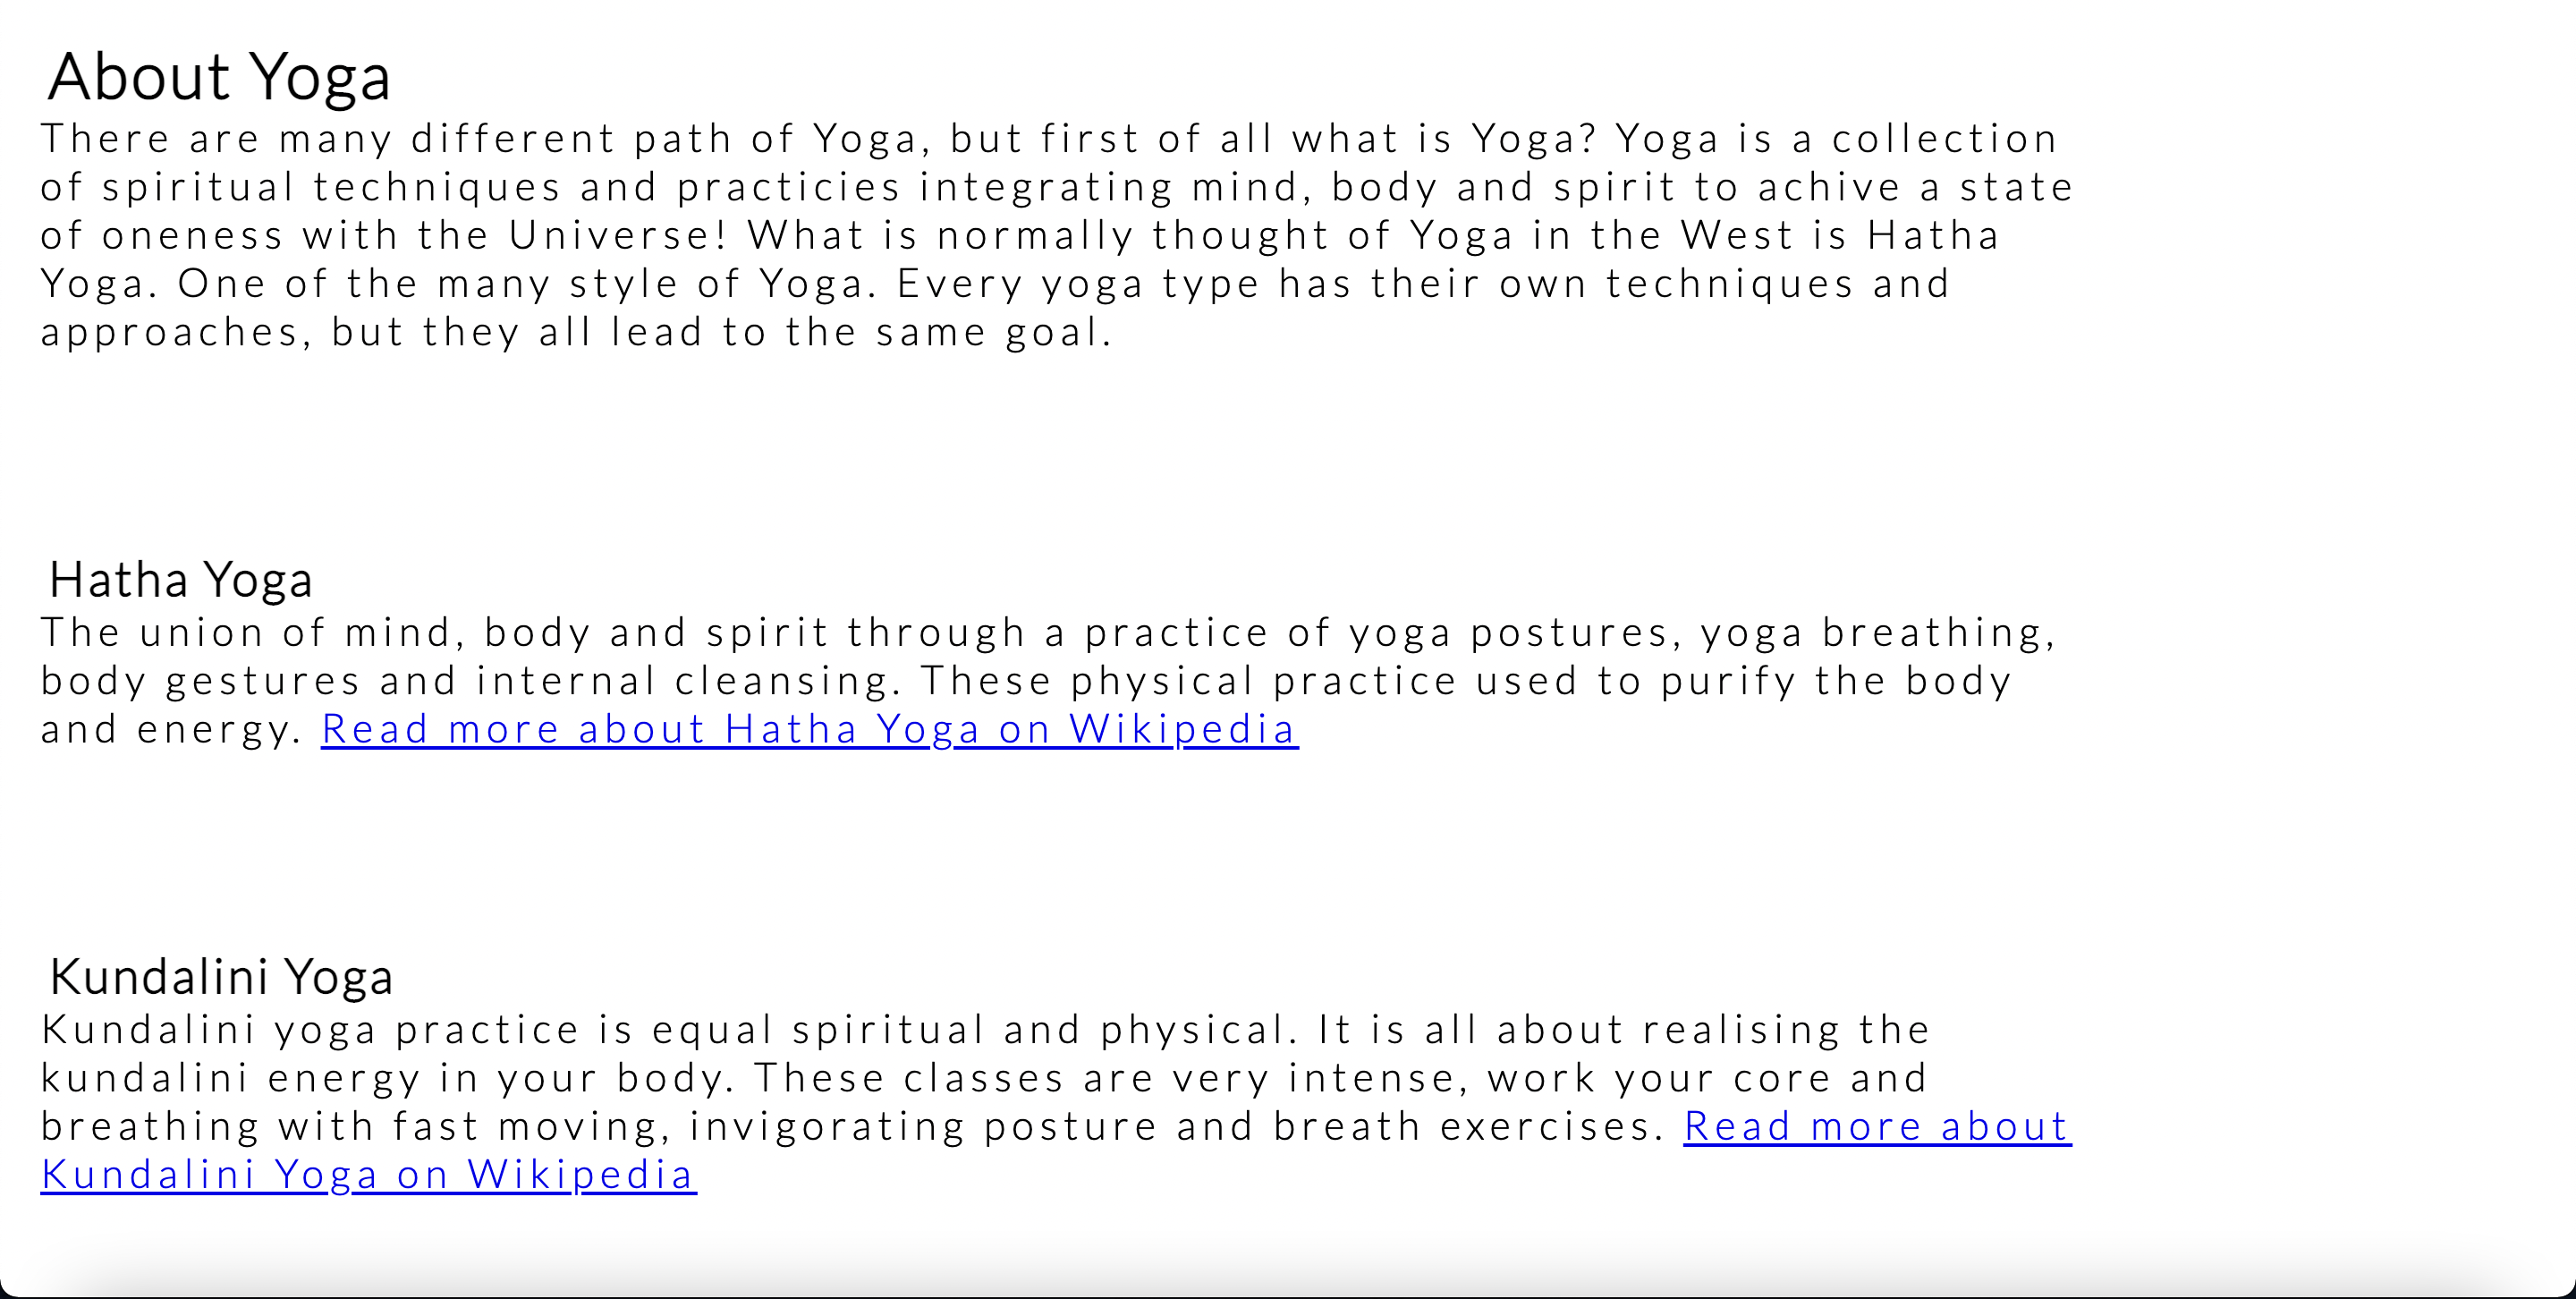 About Yoga
There are many different path of Yoga, but first of all what is Yoga? Yoga is a collection
of spiritual techniques and practicies integrating mind, body and spirit to achive a state
of oneness with the Universe! What is normally thought of Yoga in the West is Hatha
Yoga. One of the many style of Yoga. Every yoga type has their own techniques and
approaches, but they all lead to the same goal.
Hatha Yoga
The union of mind, body and spirit through a practice of yoga postures, yoga breathing,
body gestures and internal cleansing. These physical practice used to purify the body
and energy. Read more about Hatha Yoga on Wikipedia
Kundalini Yoga
Kundalini yoga practice is equal spiritual and physical. It is all about realising the
kundalini energy in your body. These classes are very intense, work your core and
breathing with fast moving, invigorating posture and breath exercises. Read more about
Kundalini Yoga on Wikipedia